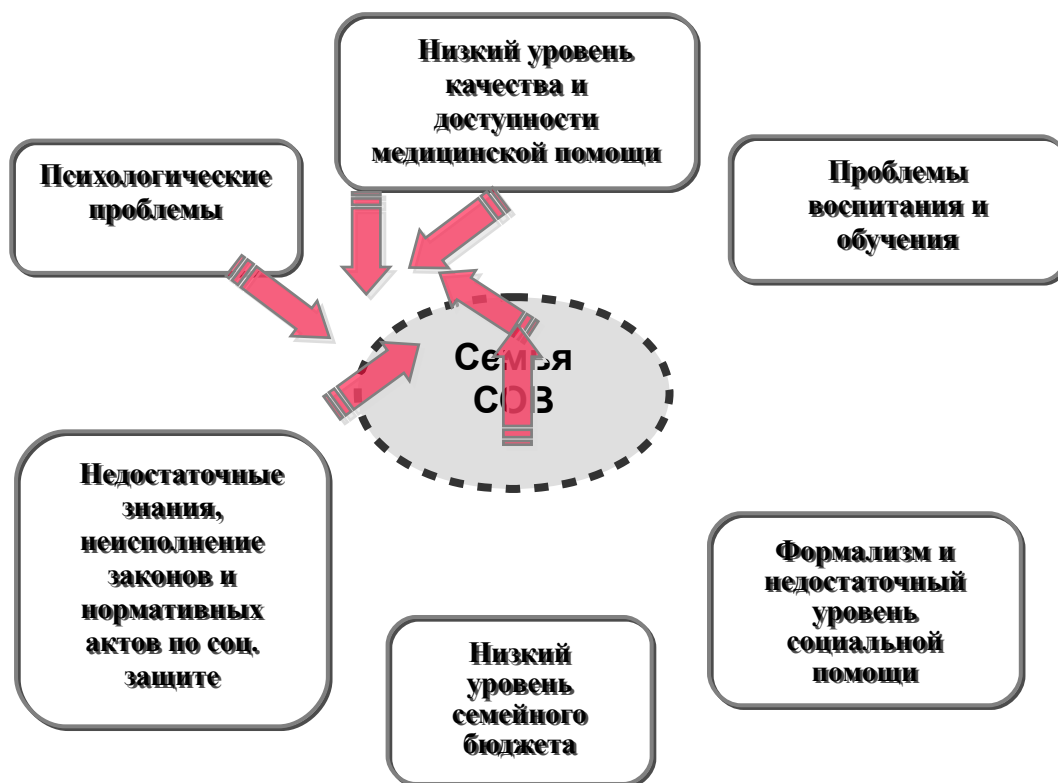 Низкий уровень
качества и
доступности
медицинской помощи
Психологические
проблемы
Проблемы
воспитания и
обучения
Семья
СОВ
Недостаточные
знания,
неисполнение
законов и
нормативных
актов по соц.
защите
Формализм и
недостаточный
уровень
социальной
помощи
Низкий
уровень
семейного
бюджета